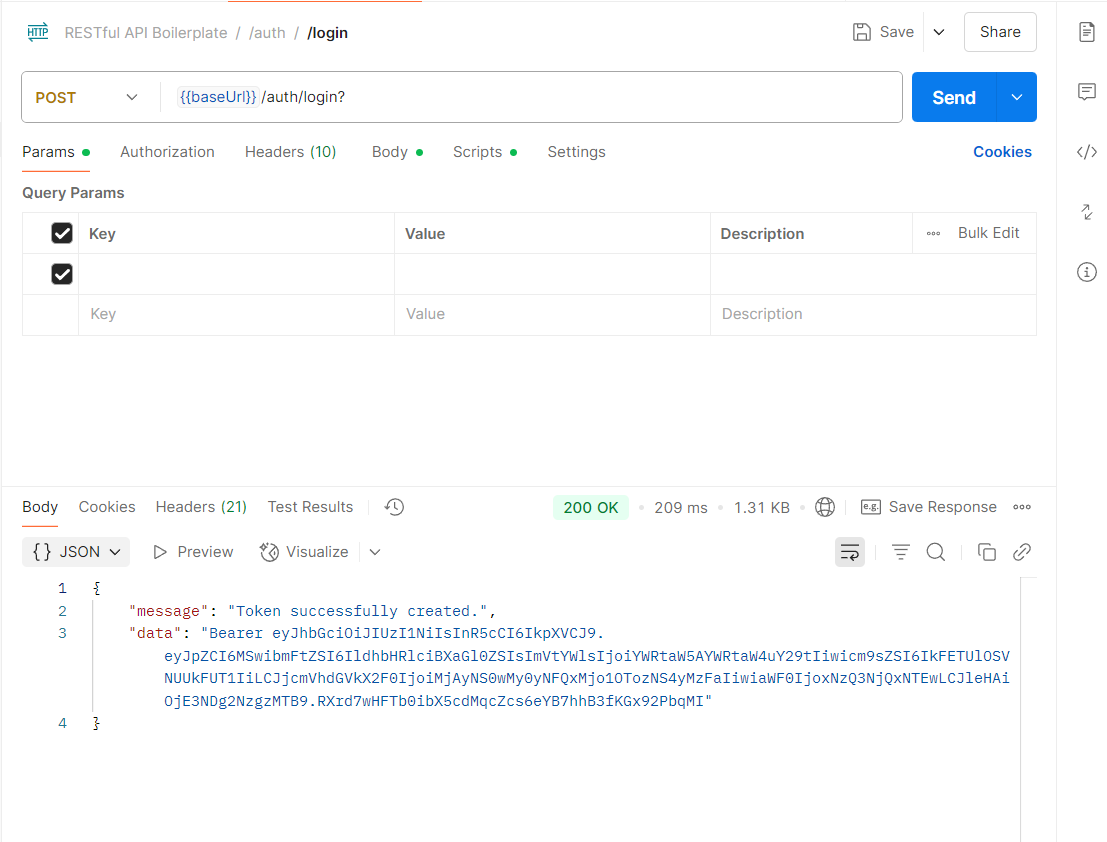 HTTP RESTful API Boilerplate / /auth / /login Save Share
POST {{baseUrl}}/auth/login? Send
Params Authorization Headers (10) Body Scripts Settings Cookies
Query Params
Key Value Description Bulk Edit
Key Value Description
Body Cookies Headers (21) Test Results 200 OK 209 ms 1.31 KB e.g. Save Response
{} JSON Preview Visualize
1 {
2 "message": "Token successfully created.",
3 "data": "Bearer eyJhbGciOiJIUzI1NiIsInR5cCI6IkpXVCJ9.
eyJpZCI6MSwibmFtZSI6IldhbHRlciBXaGl0ZSIsImVtYWlsIjoiYWRtaW5AYWRtaW4uY29tIiwicm9sZSI6IkFETUlOSV
NUUkFUT1IiLCJjcmVhdGVkX2F0IjoiMjAyNS0wMy0yNFQxMjo1OTozNS4yMzFaIiwiaWF0IjoxNzQ3NjQxNTEwLCJleHAi
OjE3NDg2NzgzMTB9.RXrd7wHFTb0ibX5cdMqcZcs6eYB7hhB3fKGx92PbqMI"
4 }